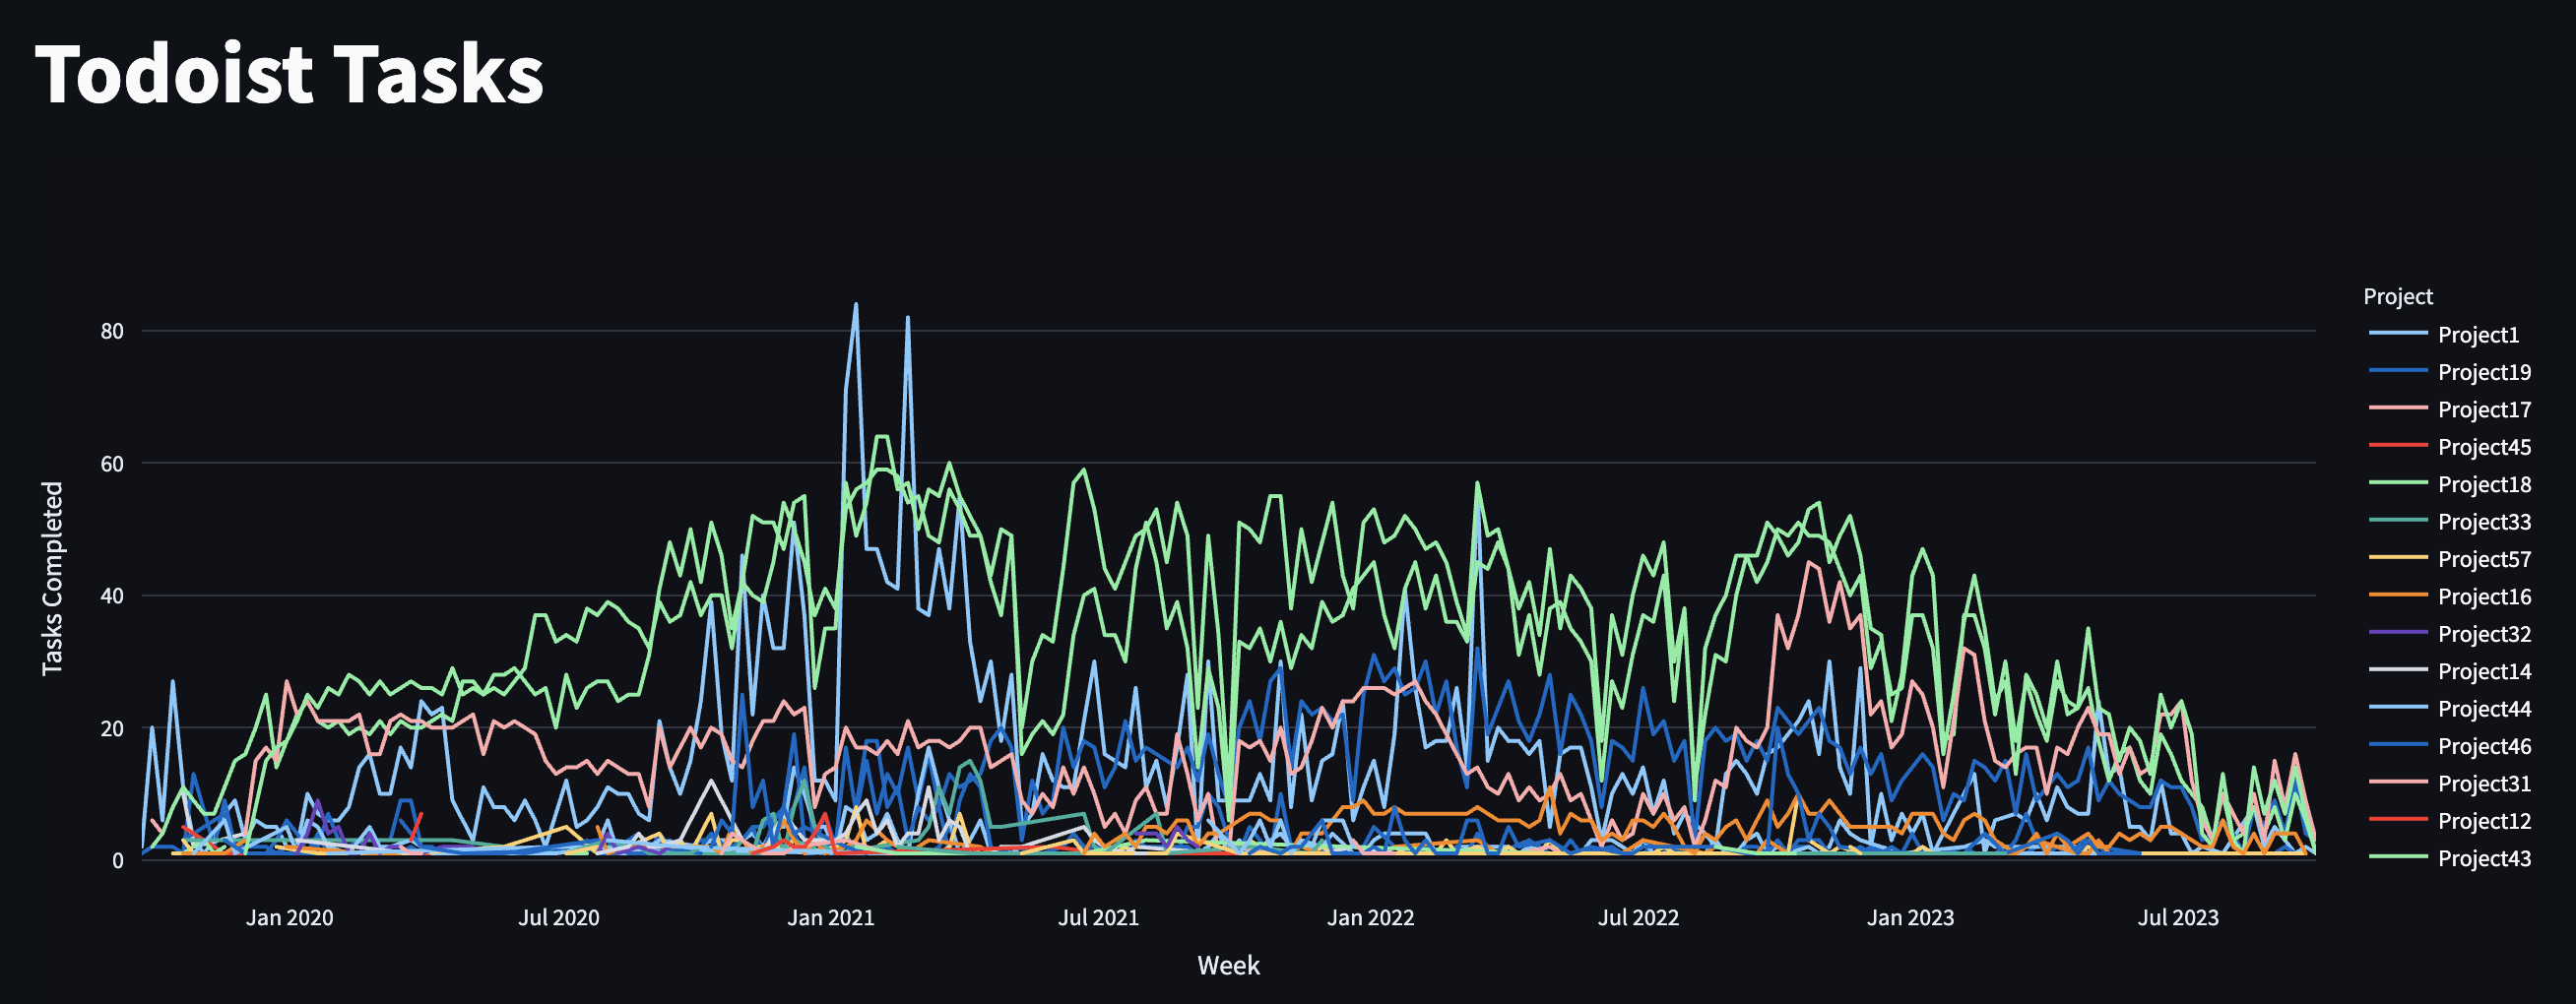 Todoist Tasks
Project
Project1
Project19
Project17
Project45
Project18
Project33
Project57
Project16
Project32
Project14
Project44
Project46
Project31
Project12
Project43
80
60
40
20
0
Tasks Completed
Jan 2020
Jul 2020
Jan 2021
Jul 2021
Jan 2022
Jul 2022
Jan 2023
Jul 2023
Week